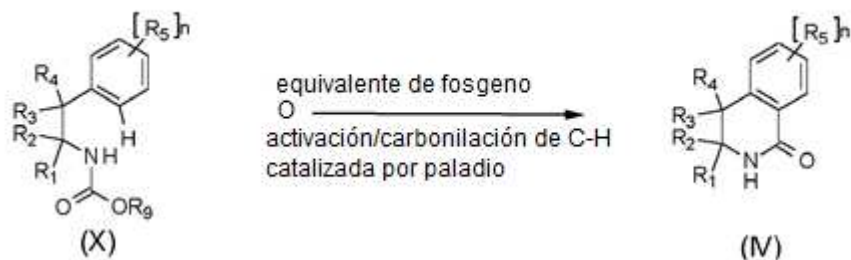 [R5]n
R4
R3
R2
H
NH
R1
O
OR9
(X)
equivalente de fosgeno
O
activación/carbonilación de C-H
catalizada por paladio
[R5]n
R4
R3
R2
R1
N
H
O
(IV)